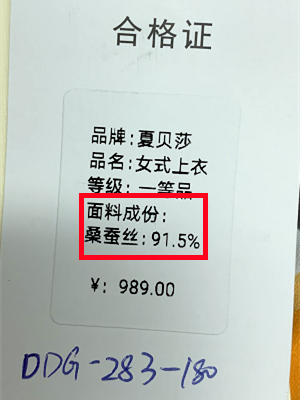 合格证
品牌:夏贝莎
品名:女式上衣
等级:一等品
面料成份:
桑蚕丝:91.5%
¥: 989.00
DDG-283-180